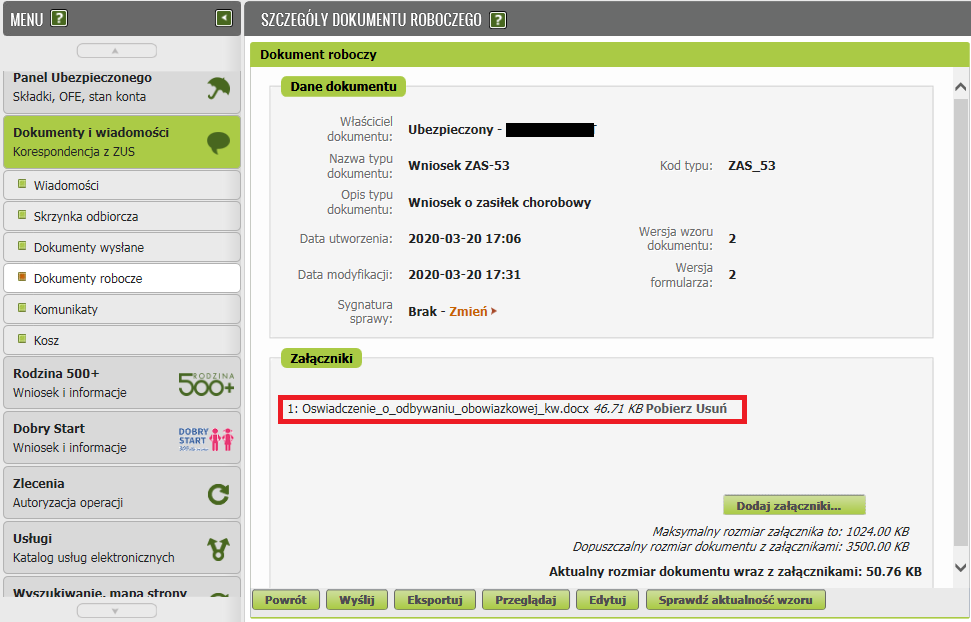 MENU ?
SZCZEGÓŁY DOKUMENTU ROBOCZEGO ?
Panel Ubezpieczonego
Składki, OFE, stan konta
Dokumenty i wiadomości
Korespondencja z ZUS
Wiadomości
Skrzynka odbiorcza
Dokumenty wysłane
Dokumenty robocze
Komunikaty
Kosz
Rodzina 500+
Wniosek i informacje
RODZINA
500+
Dobry Start
Wniosek i informacje
DOBRY
START
Zlecenia
Autoryzacja operacji
Usługi
Katalog usług elektronicznych
Wyszukiwanie, mapa strony
Dokument roboczy
Dane dokumentu
Właściciel
dokumentu:
Ubezpieczony -
Nazwa typu
dokumentu:
Wniosek ZAS-53
Kod typu: ZAS_53
Opis typu
dokumentu:
Wniosek o zasiłek chorobowy
Data utworzenia: 2020-03-20 17:06
Wersja wzoru
dokumentu:
2
Data modyfikacji: 2020-03-20 17:31
Wersja
formularza:
2
Sygnatura
sprawy:
Brak - Zmień
Załączniki
1: Oswiadczenie_o_odbywaniu_obowiazkowej_kw.docx 46.71 KB Pobierz Usuń
Dodaj załączniki...
Maksymalny rozmiar załącznika to: 1024.00 KB
Dopuszczalny rozmiar dokumentu z załącznikami: 3500.00 KB
Aktualny rozmiar dokumentu wraz z załącznikami: 50.76 KB
Powrót Wyślij Eksportuj Przeglądaj Edytuj Sprawdź aktualność wzoru